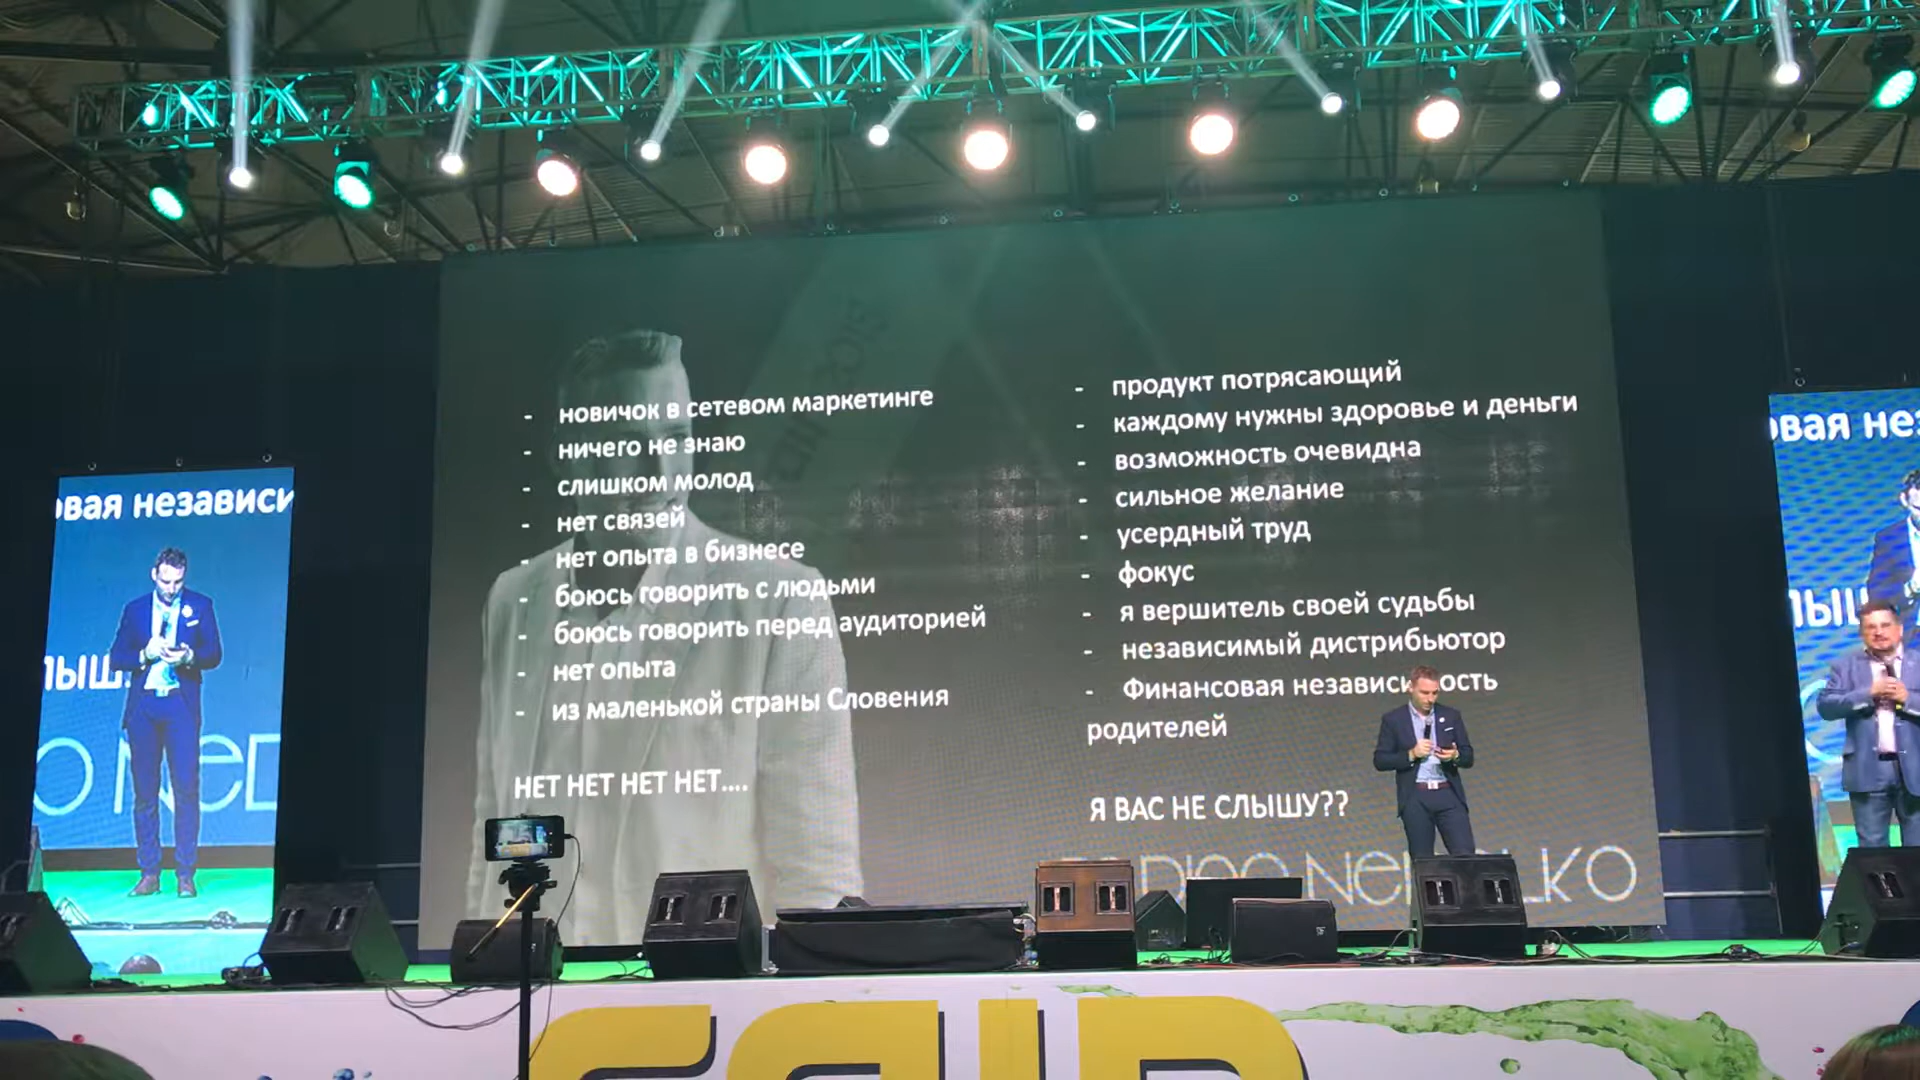 - новичок в сетевом маркетинге
- ничего не знаю
- слишком молод
- нет связей
- нет опыта в бизнесе
- боюсь говорить с людьми
- боюсь говорить перед аудиторией
- нет опыта
- из маленькой страны Словения
НЕТ НЕТ НЕТ НЕТ....
- продукт потрясающий
- каждому нужны здоровье и деньги
- возможность очевидна
- сильное желание
- усердный труд
- фокус
- я вершитель своей судьбы
- независимый дистрибьютор
- Финансовая независимость
родителей
Я ВАС НЕ СЛЫШУ??